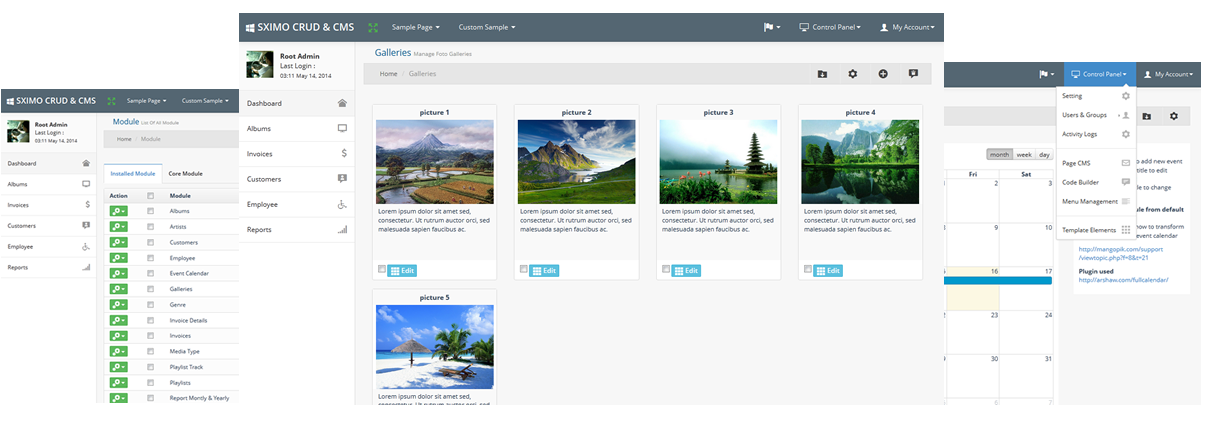 SXIMO CRUD & CMS
Sample Page
Custom Sample
Root Admin
Last Login :
03:11 May 14, 2014
Dashboard
Albums
Invoices
Customers
Employee
Reports
Module List Of All Module
Home / Module
Installed Module
Core Module
Action
Module
Albums
Artists
Customers
Employee
Event Calendar
Galleries
Genre
Invoice Details
Invoices
Media Type
Playlist Track
Playlists
Report Montly & Yearly
SXIMO CRUD & CMS
Sample Page
Custom Sample
Control Panel
My Account
Root Admin
Last Login :
03:11 May 14, 2014
Dashboard
Albums
Invoices
$
Customers
Employee
Reports
Galleries Manage Foto Galleries
Home / Galleries
picture 1
Lorem ipsum dolor sit amet sed,
consectetur. Ut rutrum auctor orci, sed
malesuada sapien faucibus ac.
Edit
picture 2
Lorem ipsum dolor sit amet sed,
consectetur. Ut rutrum auctor orci, sed
malesuada sapien faucibus ac.
Edit
picture 3
Lorem ipsum dolor sit amet sed,
consectetur. Ut rutrum auctor orci, sed
malesuada sapien faucibus ac.
Edit
picture 4
Lorem ipsum dolor sit amet sed,
consectetur. Ut rutrum auctor orci, sed
malesuada sapien faucibus ac.
Edit
picture 5
Lorem ipsum dolor sit amet sed,
consectetur. Ut rutrum auctor orci, sed
Control Panel
My Account
Setting
Users & Groups
Activity Logs
Page CMS
Code Builder
Menu Management
Template Elements
month week day
Fri Sat
2 3
9 10
16 17
23 24
30 31
6 7
to add new event
title to edit
le to change
ule from default
how to transform
event calendar
http://mangopik.com/support
/viewtopic.php?f=8&t=21
Plugin used
http://arshaw.com/fullcalendar/